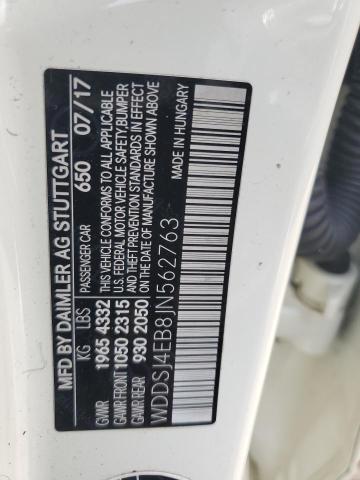 MFD BY DAIMLER AG STUTTGART
PASSENGER CAR 650 07/17
KG LBS THIS VEHICLE CONFORMS TO ALL APPLICABLE
GVWR 1965 4332 U.S. FEDERAL MOTOR VEHICLE SAFETY,BUMPER
GAWR FRONT 1050 2315 AND THEFT PREVENTION STANDARDS IN EFFECT
GAWR REAR 930 2050 ON THE DATE OF MANUFACTURE SHOWN ABOVE
WDDSJ4EB8JN562763 MADE IN HUNGARY